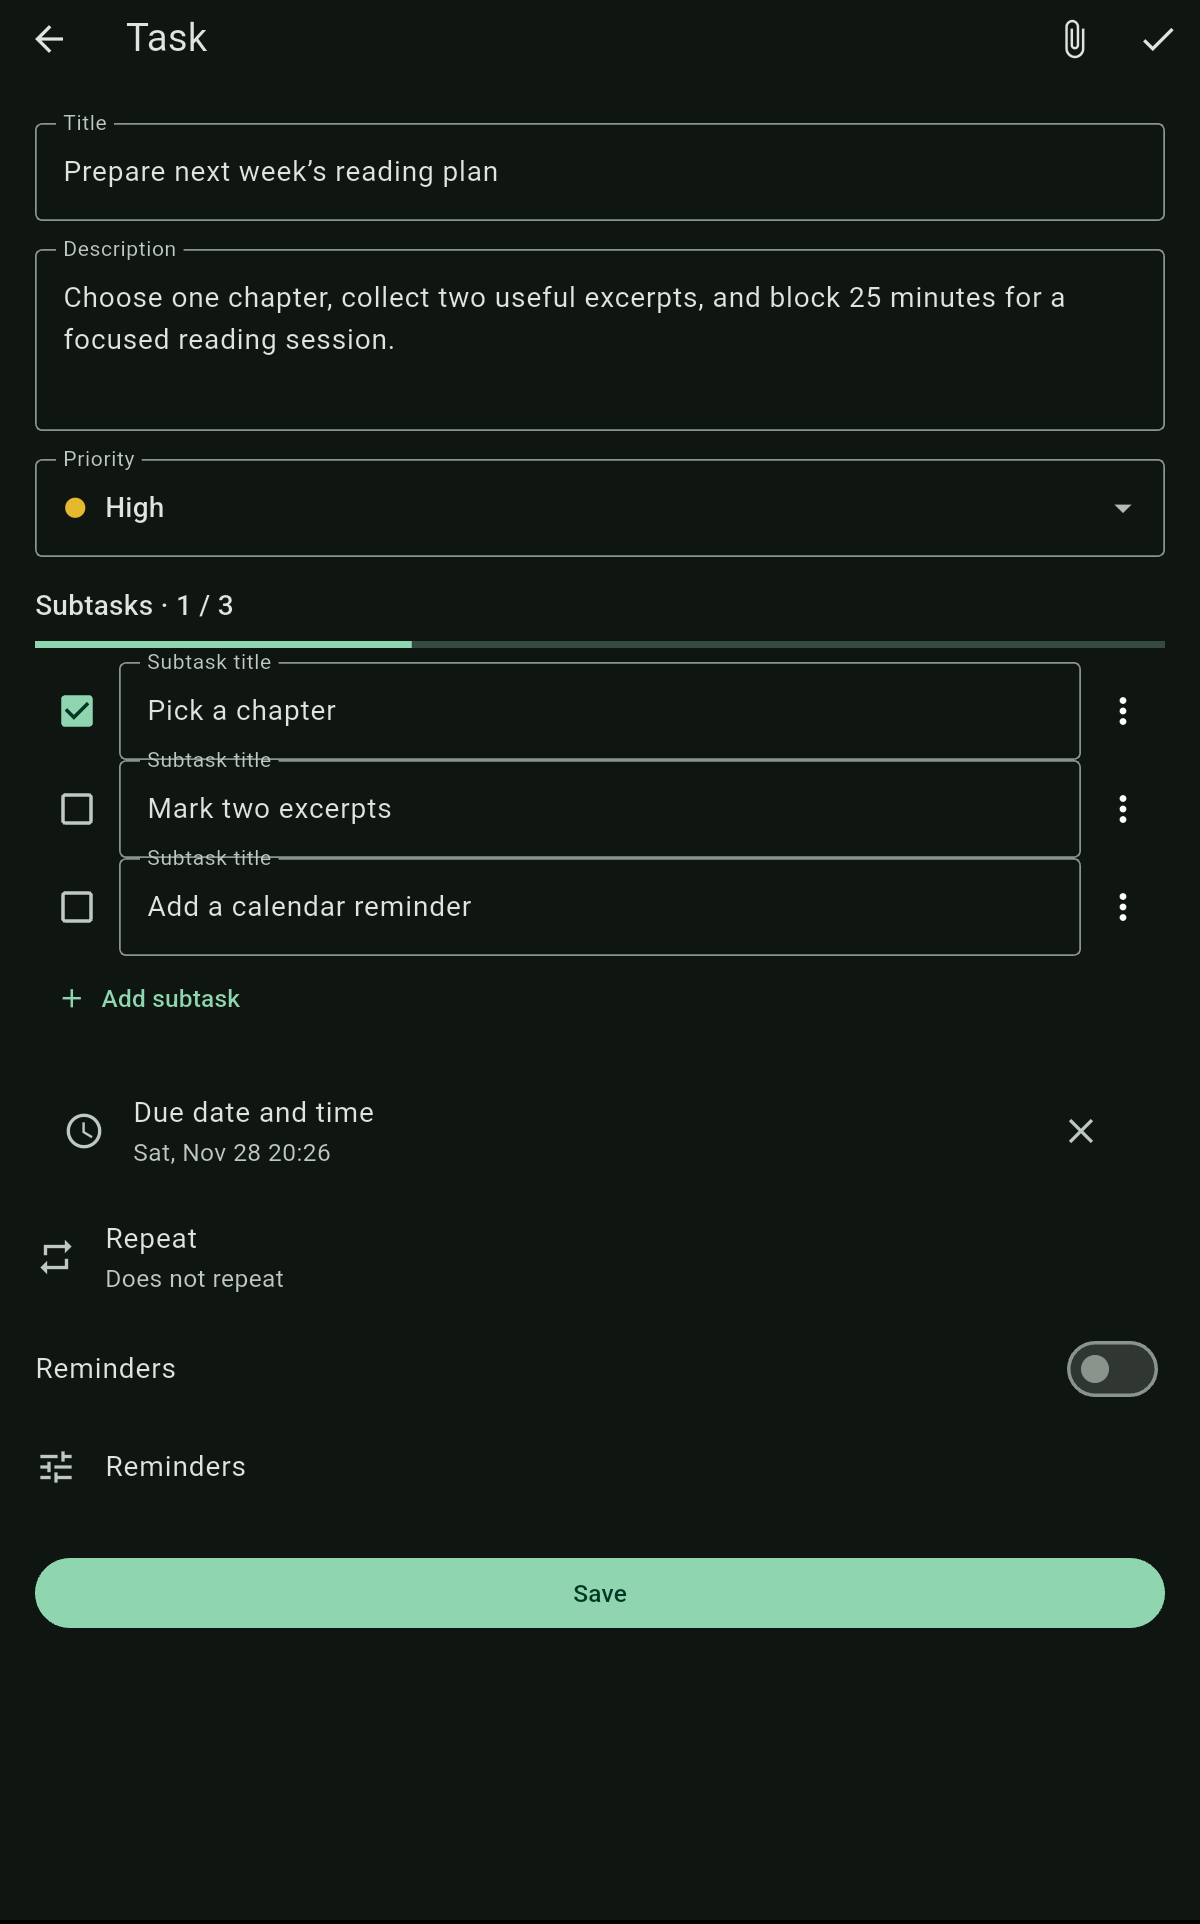 Task
Title
Prepare next week’s reading plan
Description
Choose one chapter, collect two useful excerpts, and block 25 minutes for a
focused reading session.
Priority
High
Subtasks · 1 / 3
Subtask title
Pick a chapter
Subtask title
Mark two excerpts
Subtask title
Add a calendar reminder
Add subtask
Due date and time
Sat, Nov 28 20:26
Repeat
Does not repeat
Reminders
Reminders
Save